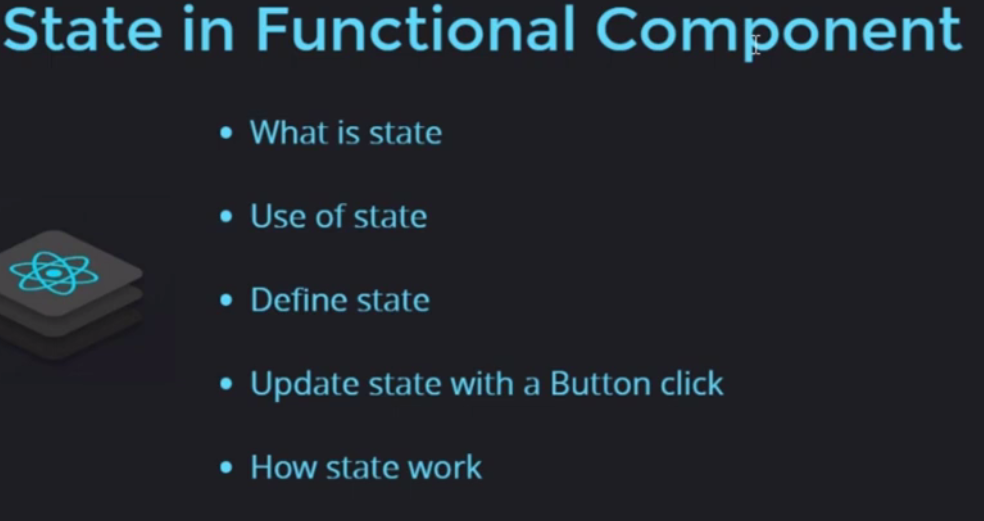 State in Functional Component
What is state
Use of state
Define state
Update state with a Button click
How state work